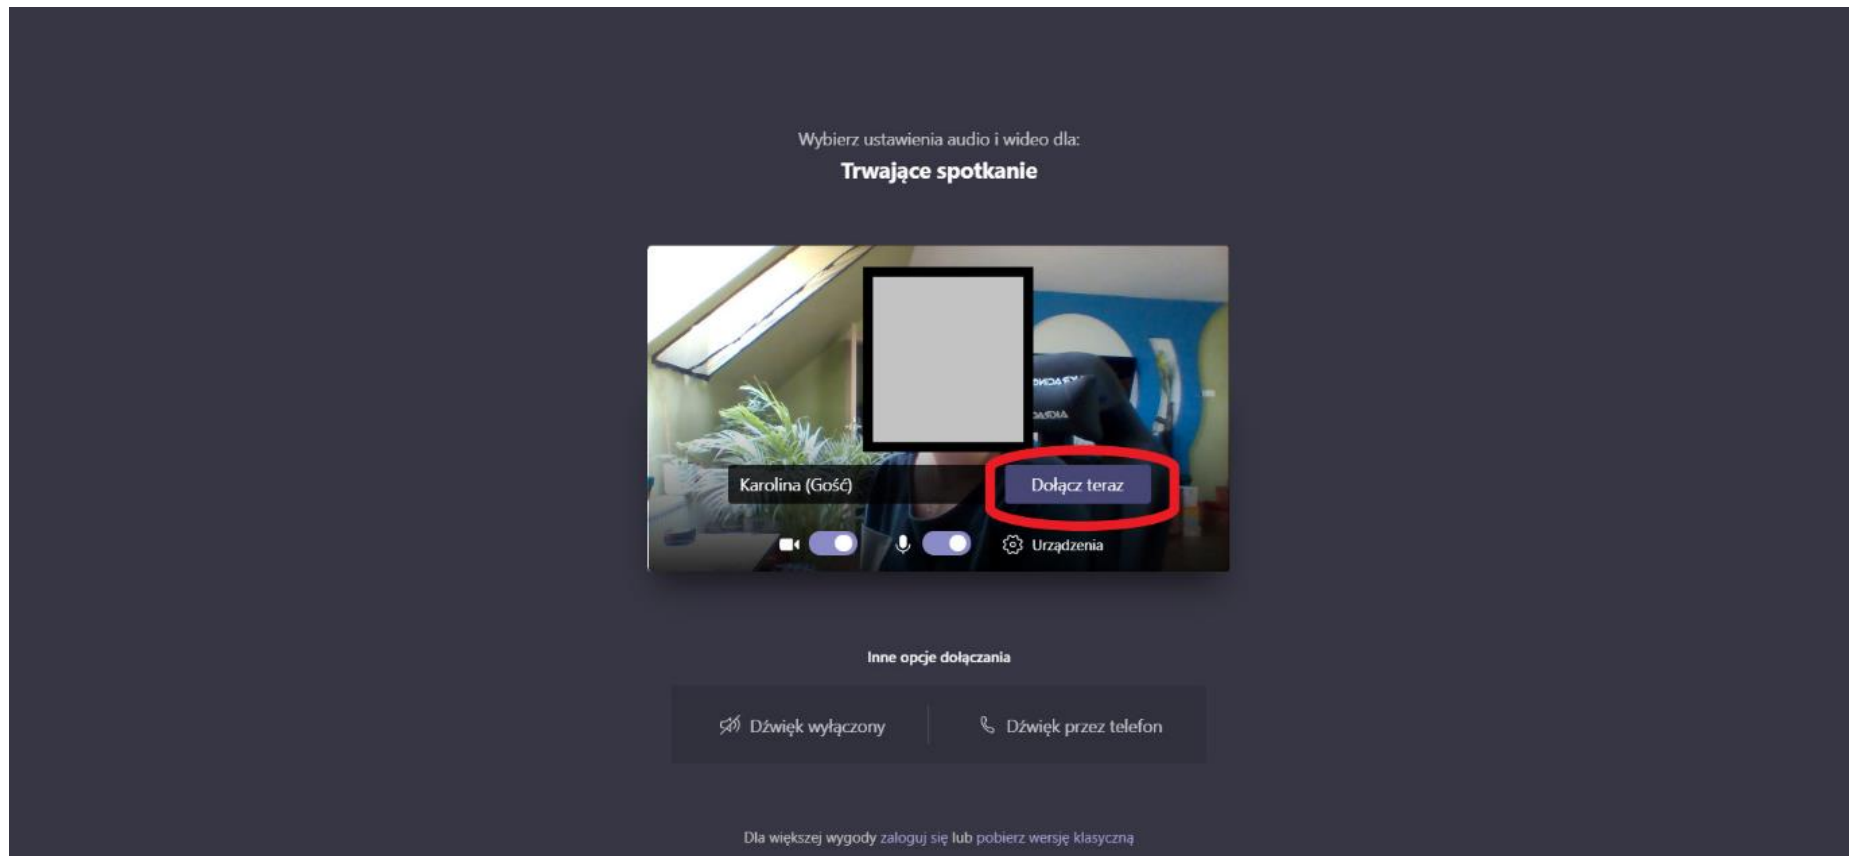 Wybierz ustawienia audio i wideo dla:
Trwające spotkanie
Karolina (Gość)
Dołącz teraz
Urządzenia
Inne opcje dołączania
Dźwięk wyłączony
Dźwięk przez telefon
Dla większej wygody zaloguj się lub pobierz wersję klasyczną